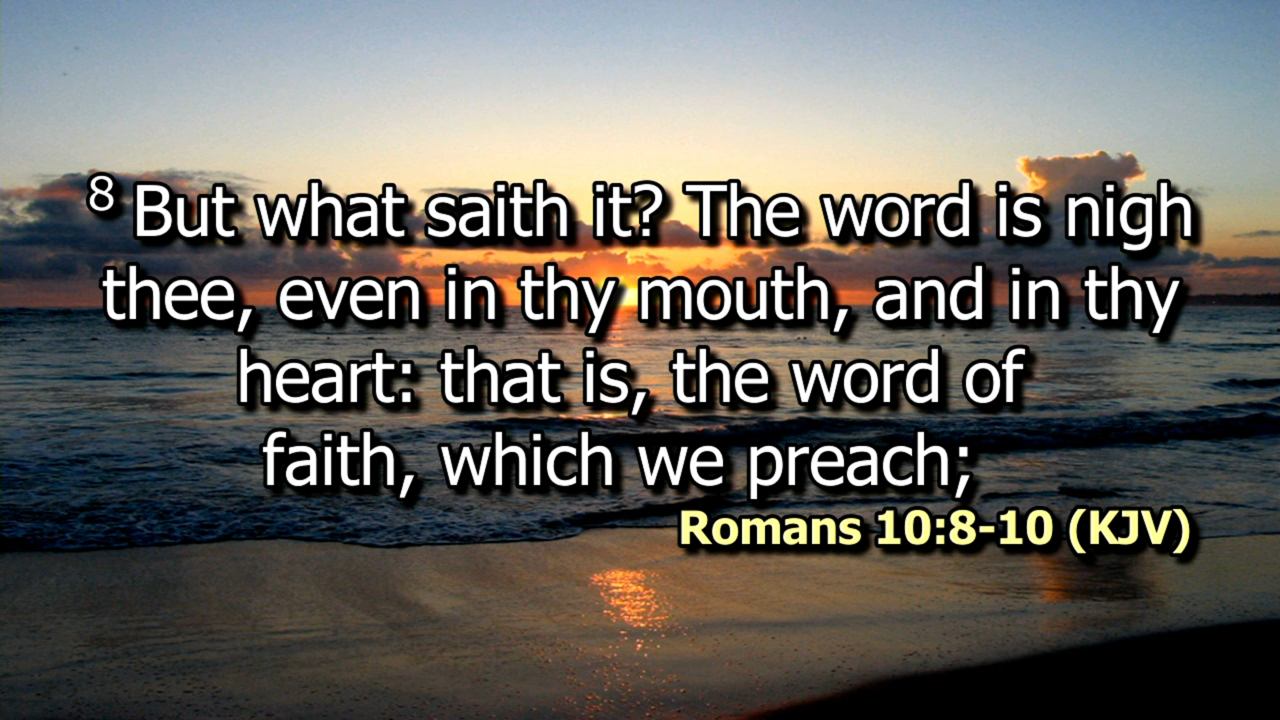 8 But what saith it? The word is nigh
thee, even in thy mouth, and in thy
heart: that is, the word of
faith, which we preach;
Romans 10:8-10 (KJV)